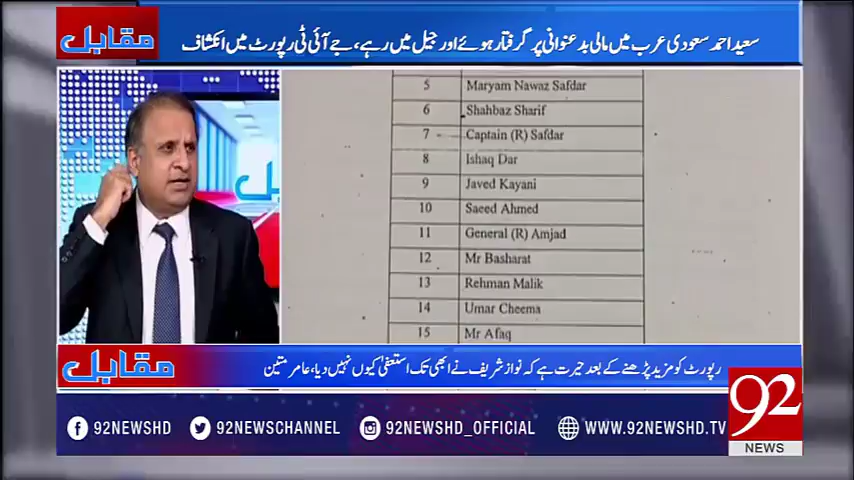 مقابل
سعید احمد سعودی عرب میں مالی بدعنوانی پر گرفتار ہوئے اور جیل میں رہے، جے آئی ٹی رپورٹ میں انکشاف
5 Maryam Nawaz Safdar
6 Shahbaz Sharif
7 Captain (R) Safdar
8 Ishaq Dar
9 Javed Kayani
10 Saeed Ahmed
11 General (R) Amjad
12 Mr Basharat
13 Rehman Malik
14 Umar Cheema
15 Mr Afaq
مقابل
رپورٹ کو مزید پڑھنے کے بعد حیرت ہے کہ نواز شریف نے ابھی تک استعفیٰ کیوں نہیں دیا، عامر متین
92NEWSHD
92NEWSCHANNEL
92NEWSHD_OFFICIAL
WWW.92NEWSHD.TV
92
NEWS